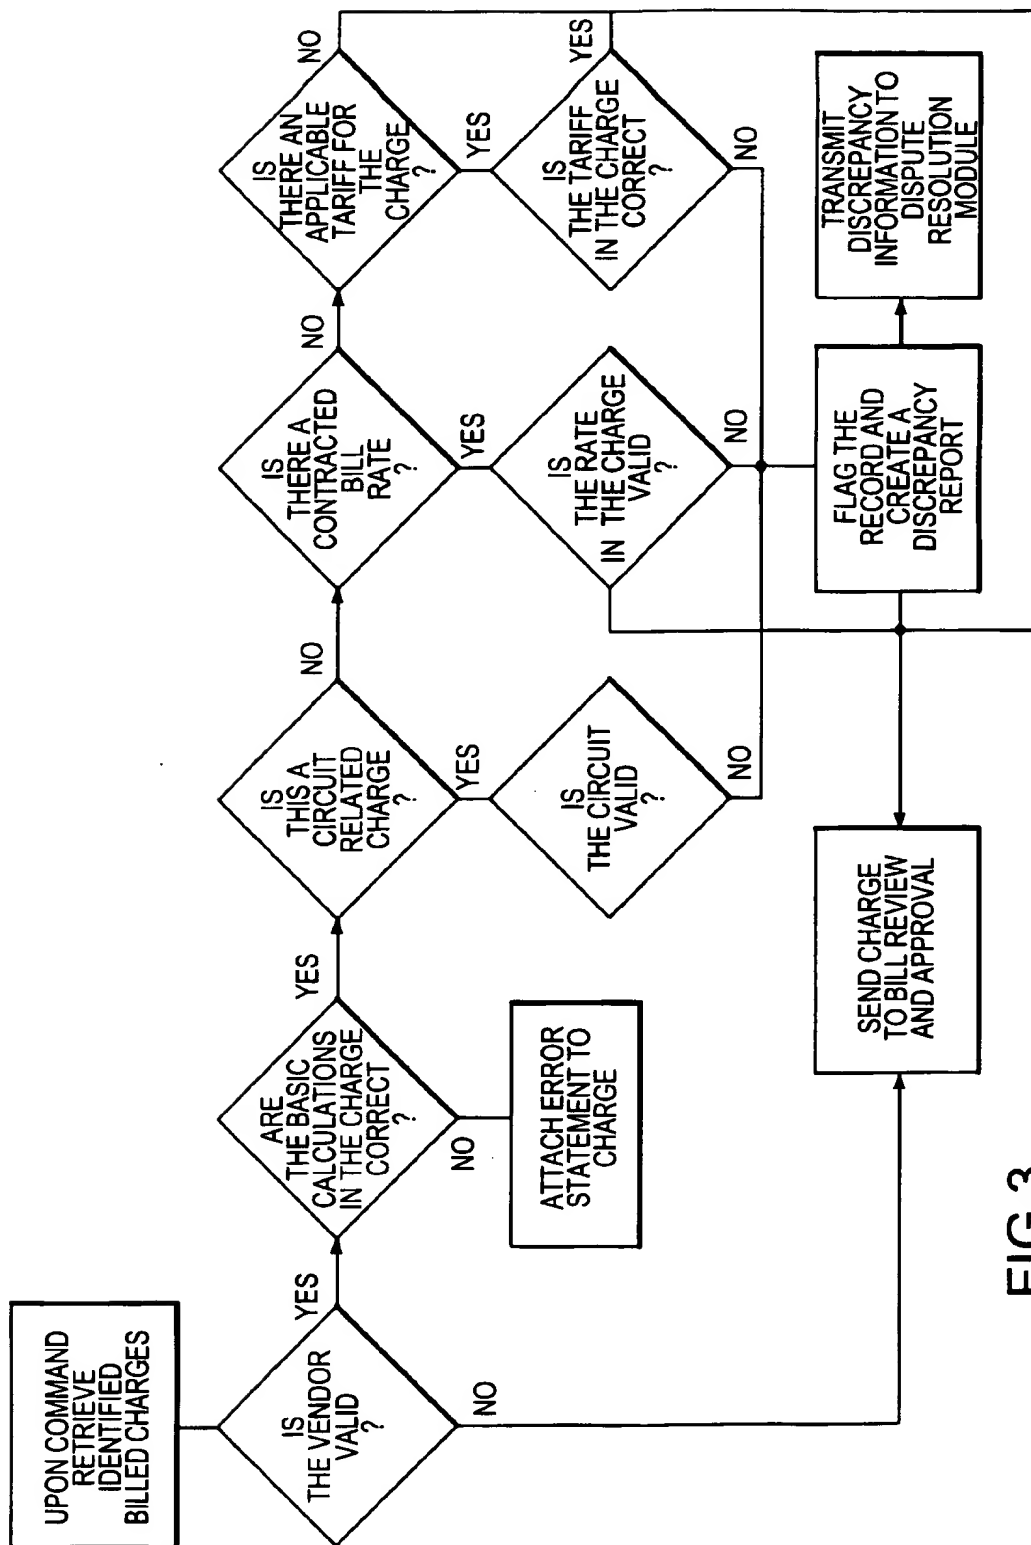 UPON COMMAND
RETRIEVE
IDENTIFIED
BILLED CHARGES
IS
THE VENDOR
VALID
?
YES
NO
ARE
THE BASIC
CALCULATIONS
IN THE CHARGE
CORRECT
?
YES
NO
ATTACH ERROR
STATEMENT TO
CHARGE
IS
THIS A
CIRCUIT
RELATED
CHARGE
?
NO
YES
IS
THE CIRCUIT
VALID
?
NO
IS
THERE A
CONTRACTED
BILL
RATE
?
NO
YES
IS
THE RATE
IN THE CHARGE
VALID
?
NO
IS
THERE AN
APPLICABLE
TARIFF FOR
THE
CHARGE
?
NO
YES
IS
THE TARIFF
IN THE CHARGE
CORRECT
?
YES
NO
SEND CHARGE
TO BILL REVIEW
AND APPROVAL
FLAG THE
RECORD AND
CREATE A
DISCREPANCY
REPORT
TRANSMIT
DISCREPANCY
INFORMATION TO
DISPUTE
RESOLUTION
MODULE
FIG.3